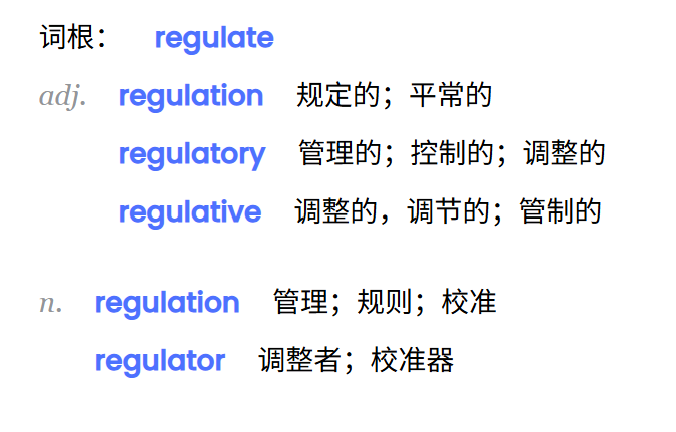 词根： regulate
adj. regulation 规定的；平常的
regulatory 管理的；控制的；调整的
regulative 调整的，调节的；管制的
n. regulation 管理；规则；校准
regulator 调整者；校准器